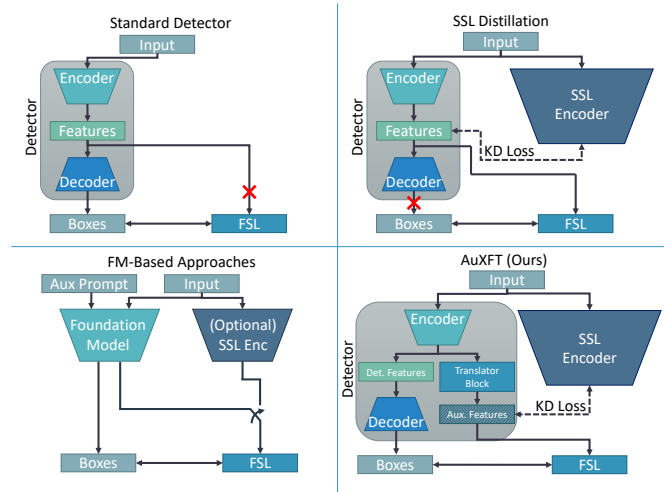 Standard Detector
Input
Encoder
Features
Decoder
Detector
Boxes
FSL
SSL Distillation
Input
Encoder
Features
Decoder
Detector
SSL
Encoder
KD Loss
Boxes
FSL
FM-Based Approaches
Aux Prompt
Input
Foundation
Model
(Optional)
SSL Enc
Boxes
FSL
AuXFT (Ours)
Input
Encoder
Det. Features
Translator
Block
Decoder
Aux. Features
Detector
SSL
Encoder
KD Loss
Boxes
FSL